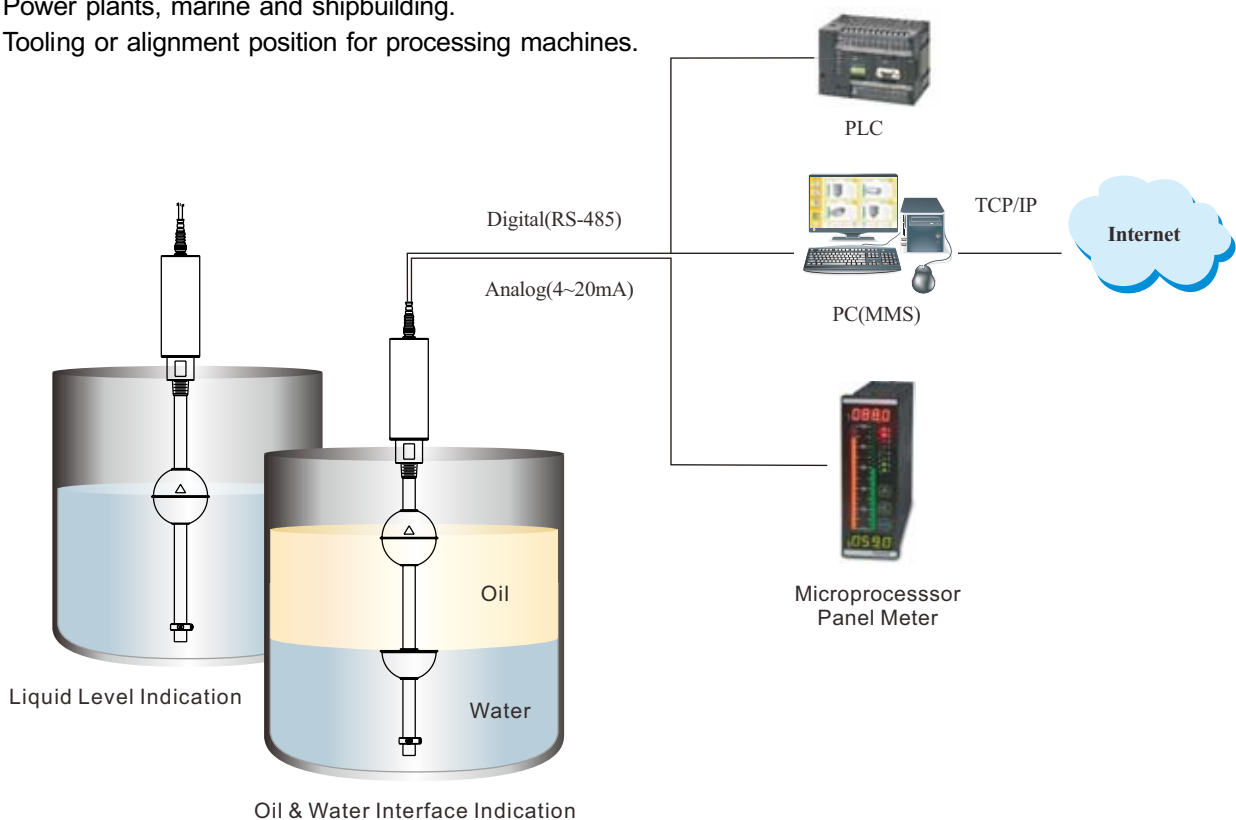 Power plants, marine and shipbuilding.
Tooling or alignment position for processing machines.
PLC
Digital(RS-485)
Analog(4~20mA)
TCP/IP
Internet
PC(MMS)
Oil
Water
Microprocesssor
Panel Meter
Liquid Level Indication
Oil & Water Interface Indication